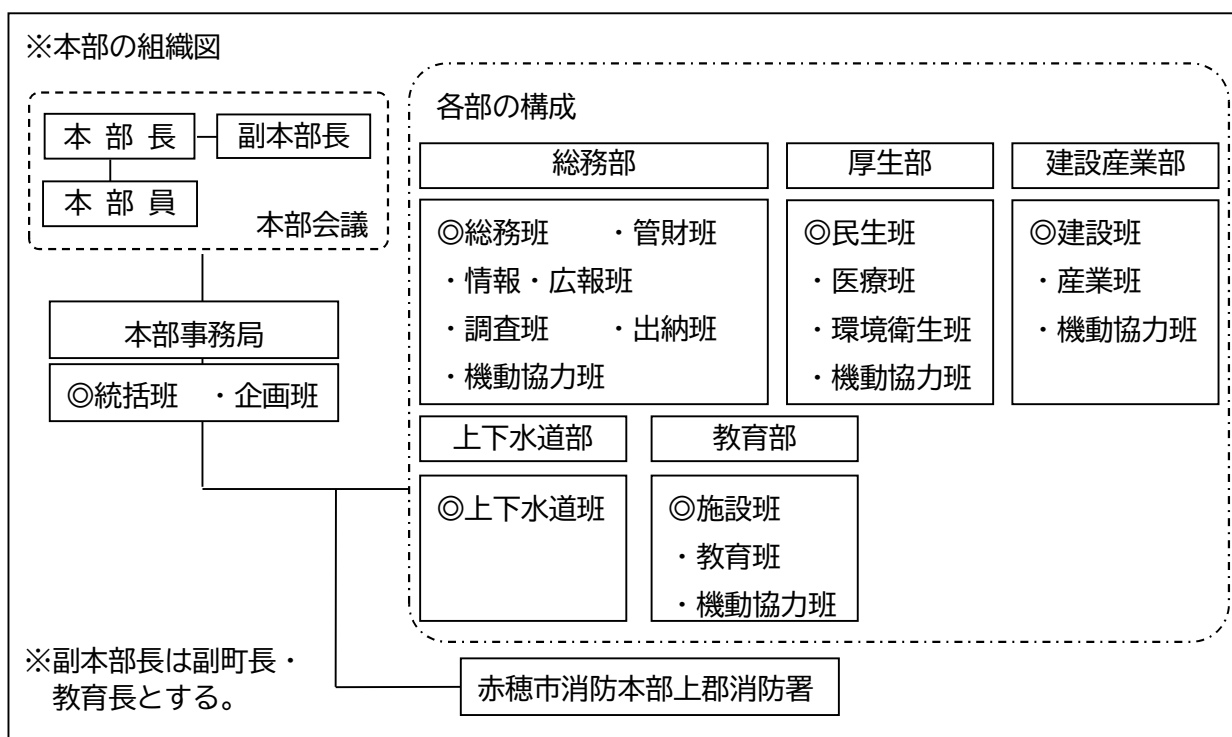 ※本部の組織図
本 部 長
副本部長
本 部 員
本部会議
本部事務局
◎統括班 ・企画班
各部の構成
総務部
◎総務班 ・管財班
・情報・広報班
・調査班 ・出納班
・機動協力班
厚生部
◎民生班
・医療班
・環境衛生班
・機動協力班
建設産業部
◎建設班
・産業班
・機動協力班
上下水道部
◎上下水道班
教育部
◎施設班
・教育班
・機動協力班
※副本部長は副町長・
教育長とする。
赤穂市消防本部上郡消防署